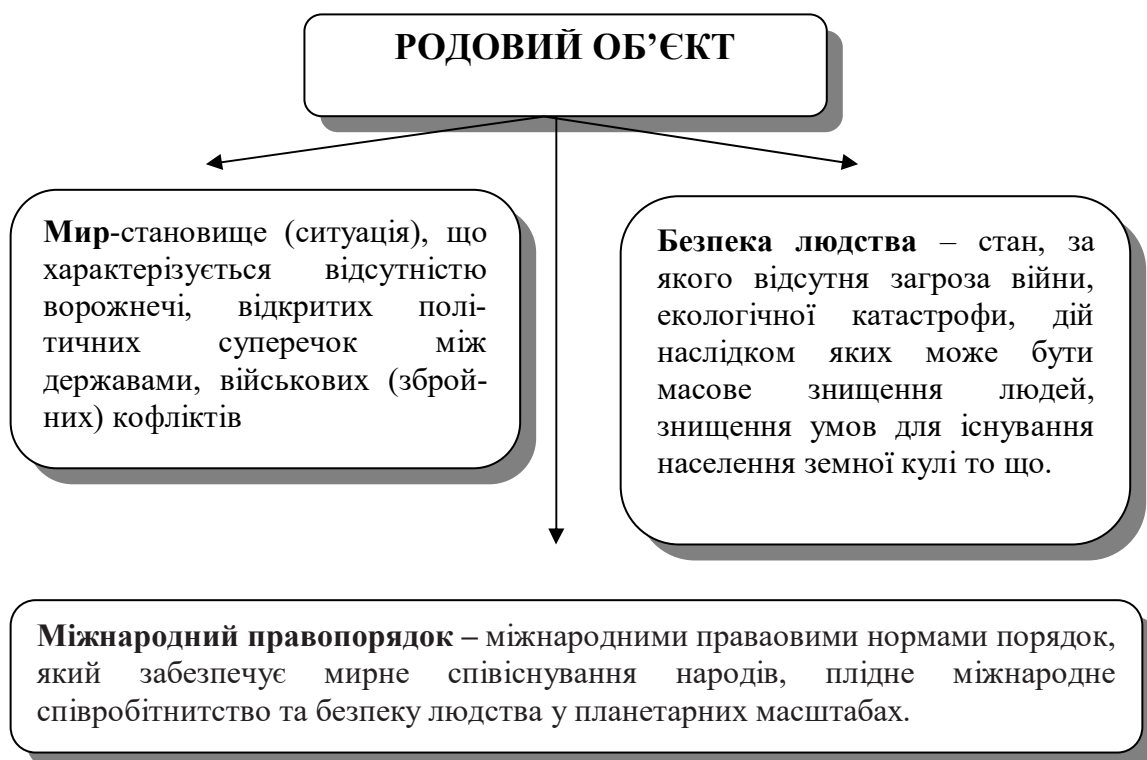 РОДОВИЙ ОБ’ЄКТ
Мир-становище (ситуація), що
характерізується відсутністю
ворожнечі, відкритих полі-
тичних суперечок між
державами, військових (зброй-
них) кофліктів
Безпека людства – стан, за
якого відсутня загроза війни,
екологічної катастрофи, дій
наслідком яких може бути
масове знищення людей,
знищення умов для існування
населення земної кулі то що.
Міжнародний правопорядок – міжнародними праваовими нормами порядок,
який забезпечує мирне співіснування народів, плідне міжнародне
співробітнитство та безпеку людства у планетарних масштабах.